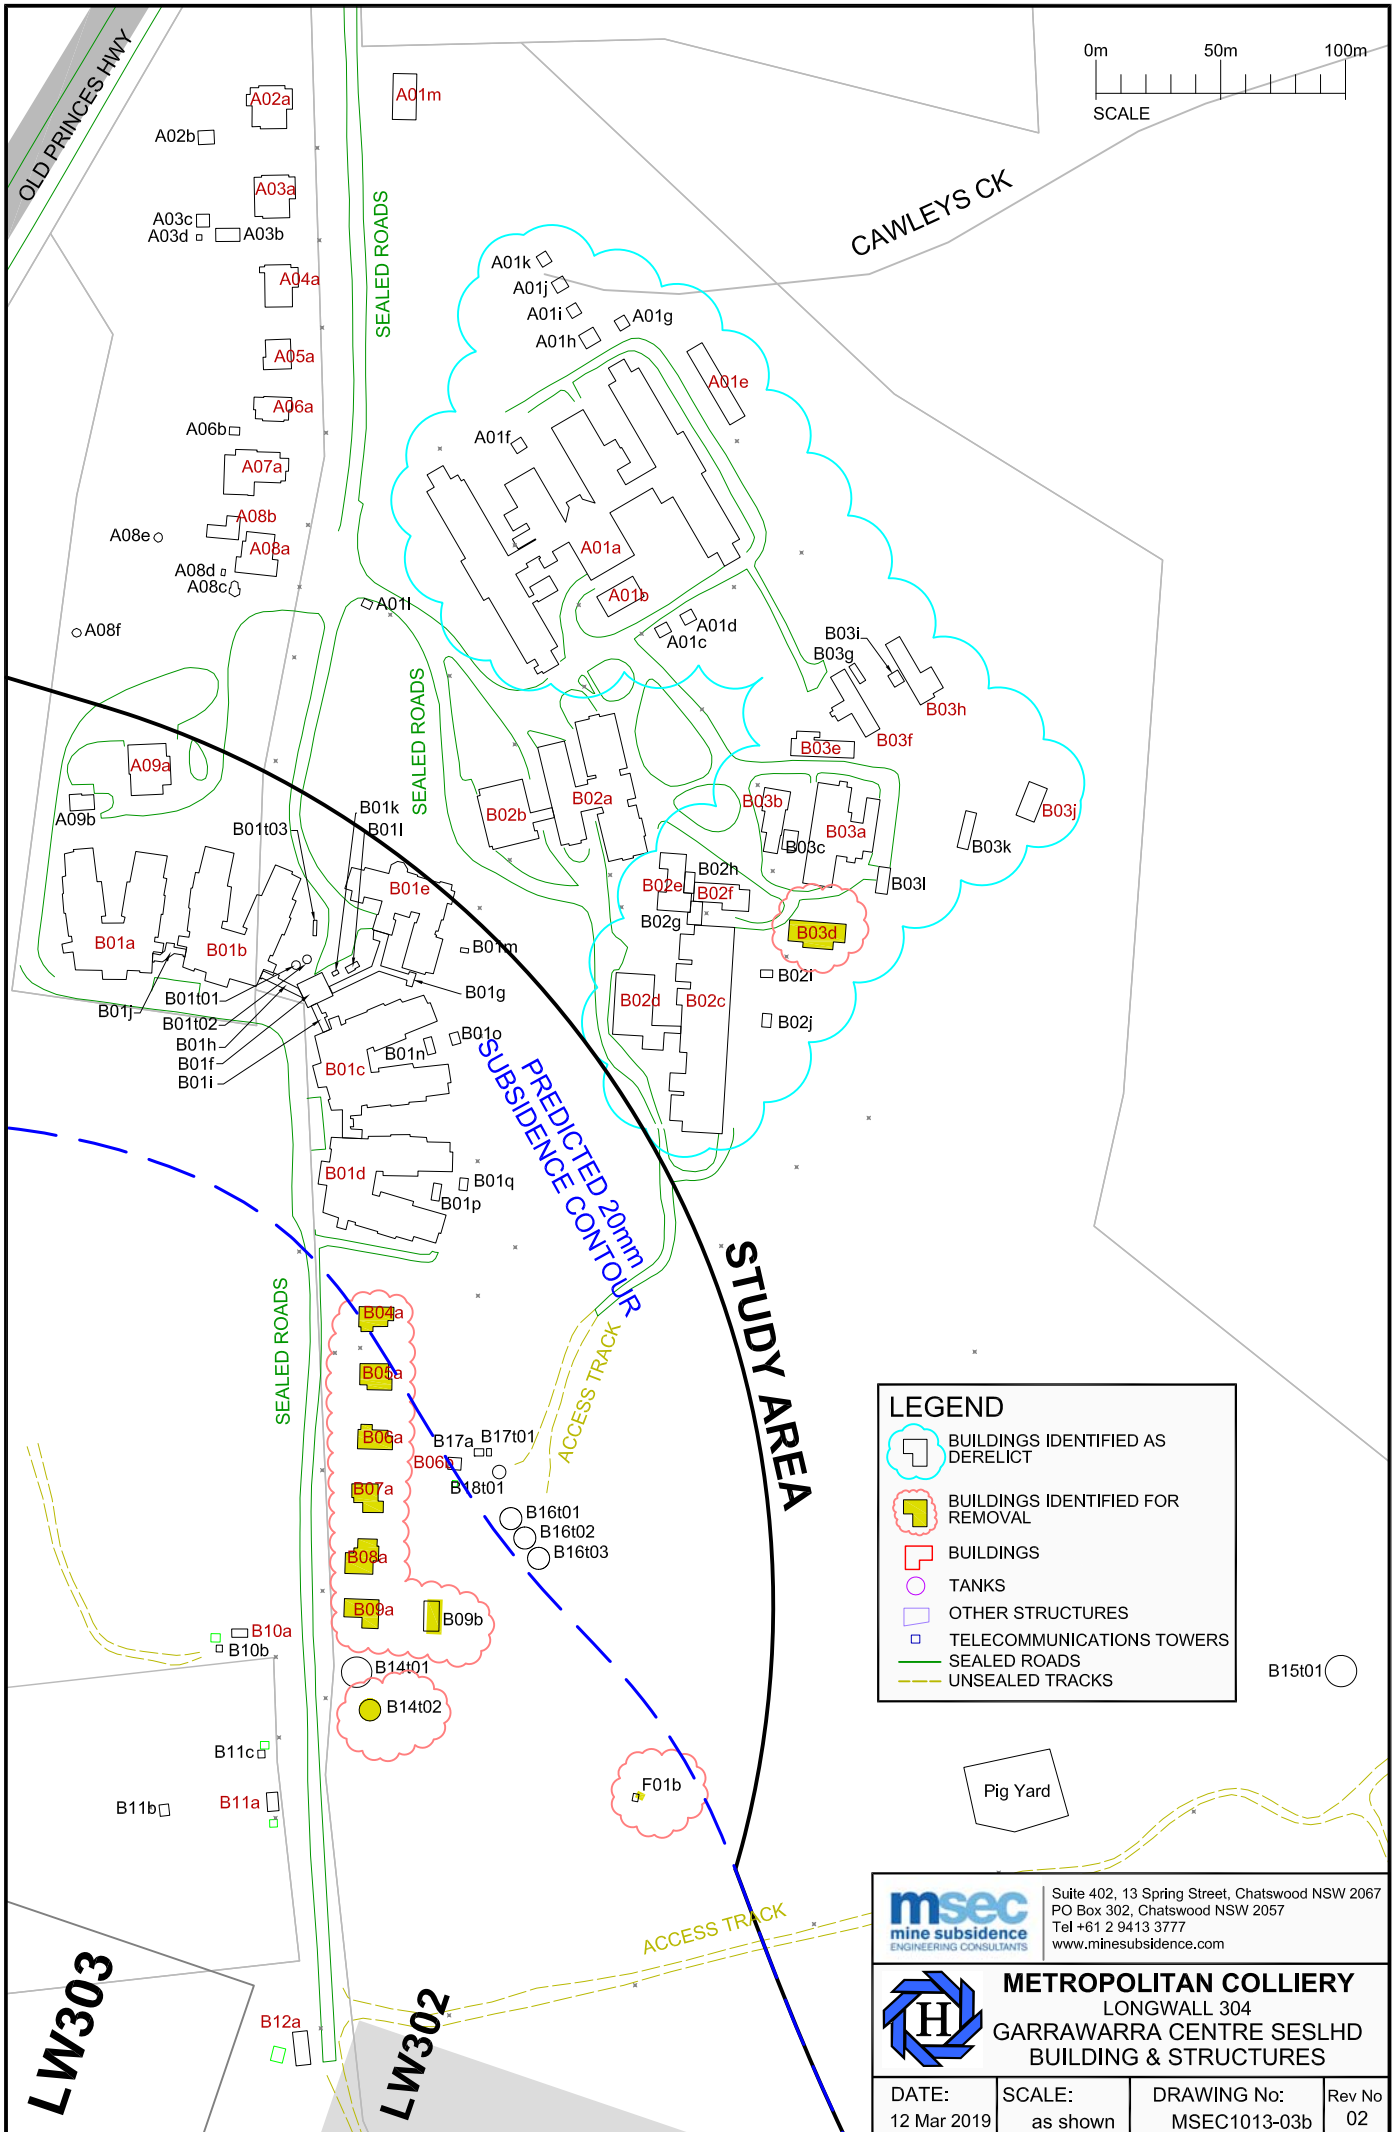 OLD PRINCES HWY
0m 50m 100m
SCALE
A02a
A01m
A02b
CAWLEYS CK
A03a
A03c
A03d
A03b
SEALED ROADS
A04a
A01k
A01j
A01i
A01g
A01h
A05a
A01e
A06a
A06b
A01f
A07a
A08b
A08e
A08a
A01a
A08d
A08c
A01b
A01l
A01d
A01c
A08f
B03i
B03g
B03h
B03f
B03e
SEALED ROADS
A09a
A09b
B02a
B02b
B03b
B03a
B03j
B03c
B03k
B01k
B01l
B01t03
B01e
B02h
B02e
B02f
B03l
B02g
B03d
B01a
B01b
B01m
B02i
B01g
B02d
B02c
B02j
B01j
B01t01
B01t02
B01h
B01f
B01i
B01o
B01n
B01c
PREDICTED 20mm
SUBSIDENCE CONTOUR
B01d
B01q
B01p
STUDY AREA
SEALED ROADS
B04a
B05a
ACCESS TRACK
B06a
B17a
B17t01
B06b
B18t01
B07a
B16t01
B16t02
B16t03
B08a
B09a
B09b
B10a
B10b
B14t01
B14t02
B15t01
LEGEND
BUILDINGS IDENTIFIED AS
DERELICT
BUILDINGS IDENTIFIED FOR
REMOVAL
BUILDINGS
TANKS
OTHER STRUCTURES
TELECOMMUNICATIONS TOWERS
SEALED ROADS
UNSEALED TRACKS
B11c
B11b
B11a
F01b
Pig Yard
ACCESS TRACK
LW303
LW302
B12a
msec
mine subsidence
ENGINEERING CONSULTANTS
Suite 402, 13 Spring Street, Chatswood NSW 2067
PO Box 302, Chatswood NSW 2057
Tel +61 2 9413 3777
www.minesubsidence.com
H
METROPOLITAN COLLIERY
LONGWALL 304
GARRAWARRA CENTRE SESLHD
BUILDING & STRUCTURES
DATE:
12 Mar 2019
SCALE:
as shown
DRAWING No:
MSEC1013-03b
Rev No
02